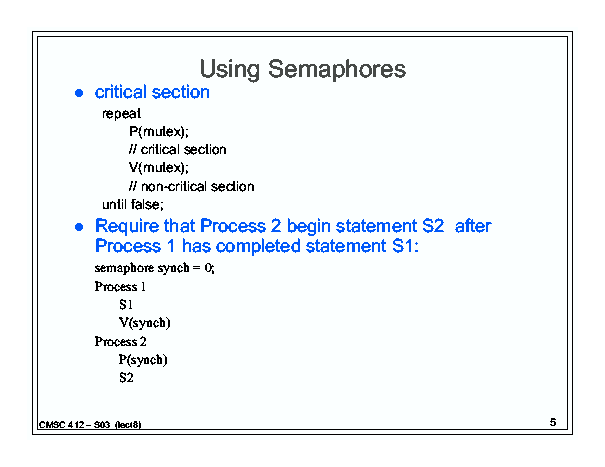 Using Semaphores
critical section
repeat
P(mutex);
// critical section
V(mutex);
// non-critical section
until false;
Require that Process 2 begin statement S2 after
Process 1 has completed statement S1:
semaphore synch = 0;
Process 1
S1
V(synch)
Process 2
P(synch)
S2
CMSC 412 – S03 (lect8)
5